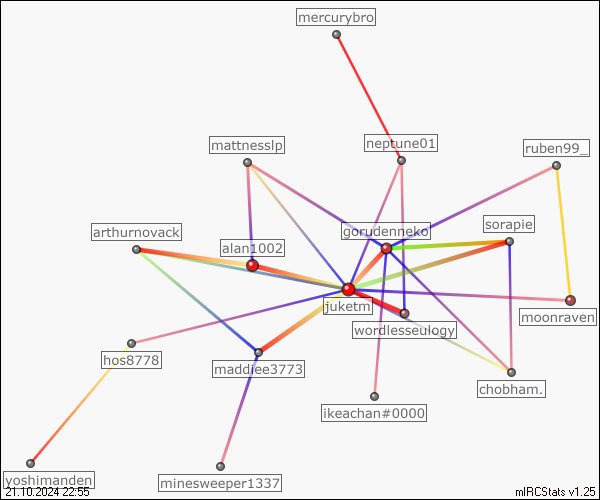 mercurybro
mattnesslp
neptune01
ruben99_
arthurnovack
alan1002
gorudenneko
sorapie
juketm
wordlesseulogy
moonraven
hos8778
maddiee3773
chobham.
ikeachan#0000
yoshimanden
minesweeper1337
21.10.2024 22:55
mIRCStats v1.25